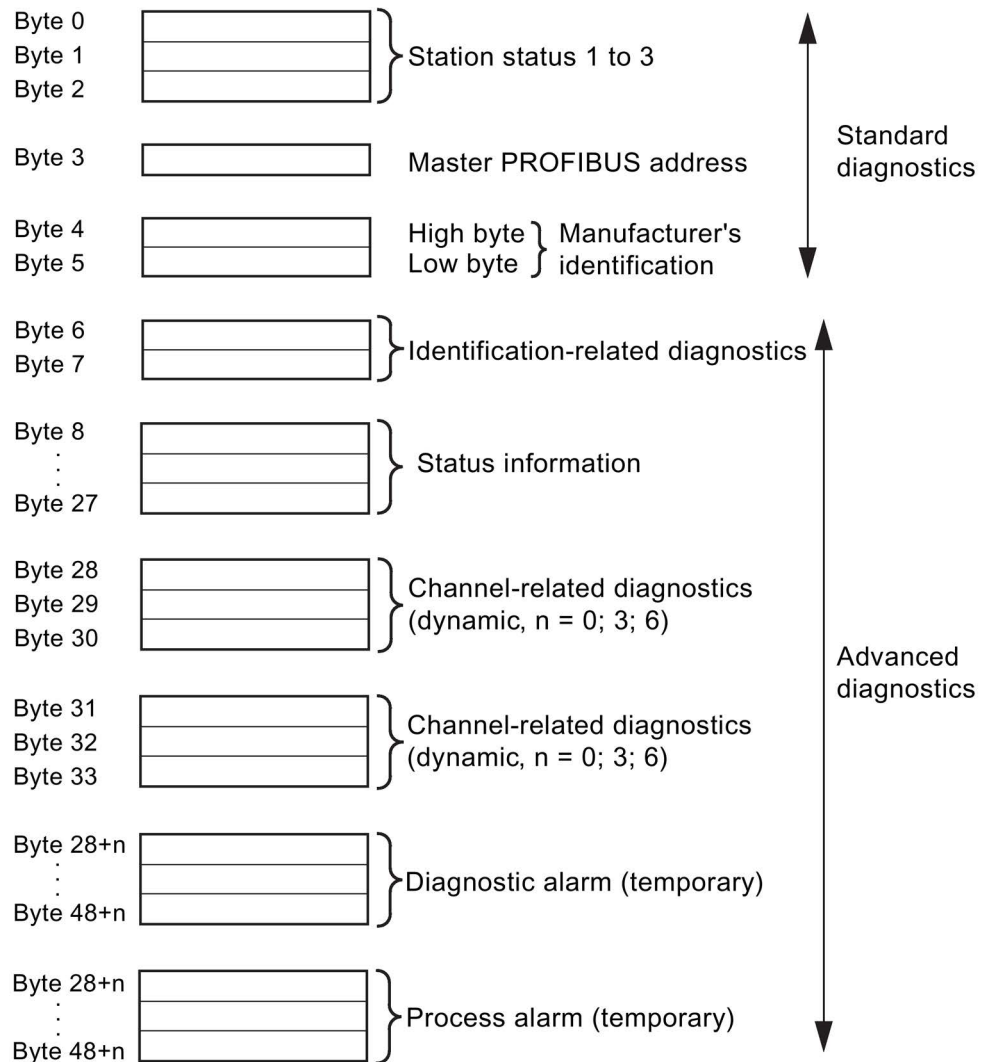 Byte 0
Byte 1
Byte 2
Station status 1 to 3
Byte 3
Master PROFIBUS address
Standard
diagnostics
Byte 4
Byte 5
High byte
Low byte
Manufacturer's
identification
Byte 6
Byte 7
Identification-related diagnostics
Byte 8
.
.
.
Byte 27
Status information
Byte 28
Byte 29
Byte 30
Channel-related diagnostics
(dynamic, n = 0; 3; 6)
Advanced
diagnostics
Byte 31
Byte 32
Byte 33
Channel-related diagnostics
(dynamic, n = 0; 3; 6)
Byte 28+n
.
.
.
Byte 48+n
Diagnostic alarm (temporary)
Byte 28+n
.
.
.
Byte 48+n
Process alarm (temporary)